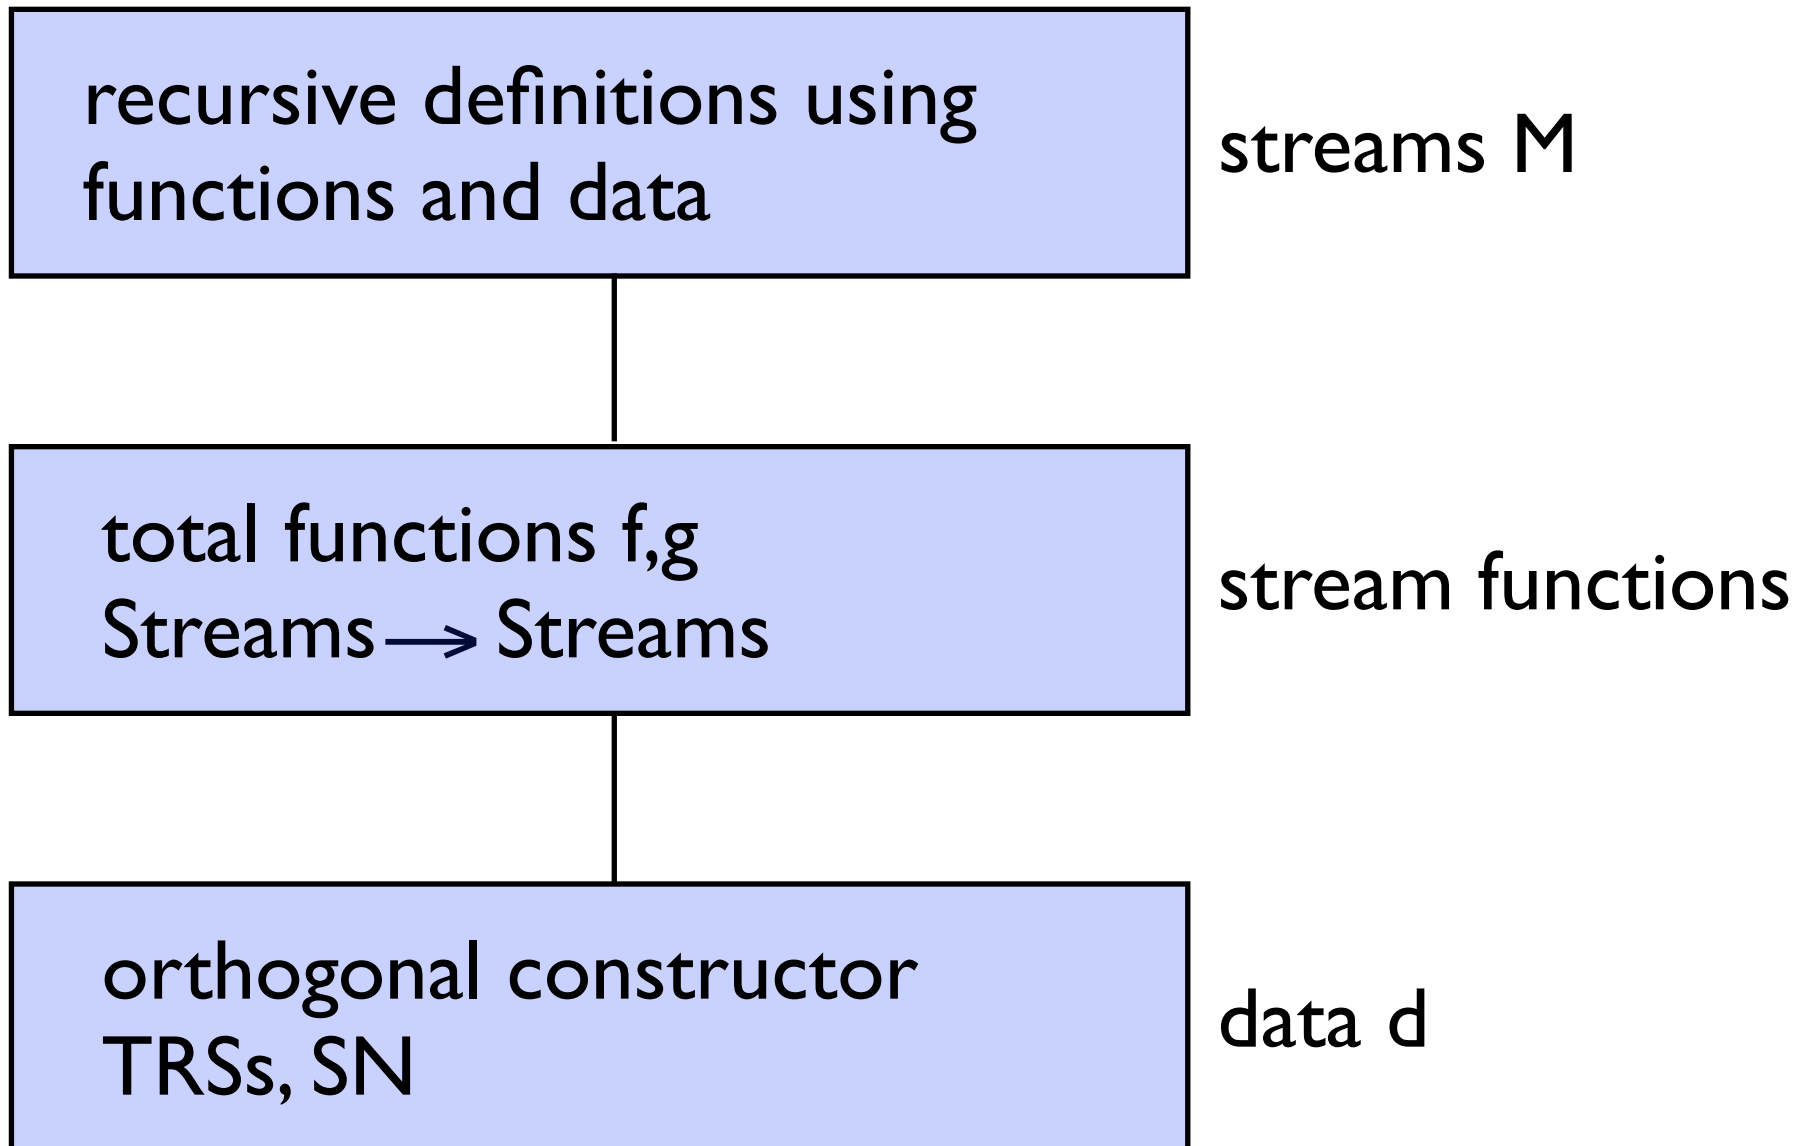 recursive definitions using
functions and data
streams M
total functions f,g
Streams → Streams
stream functions
orthogonal constructor
TRSs, SN
data d